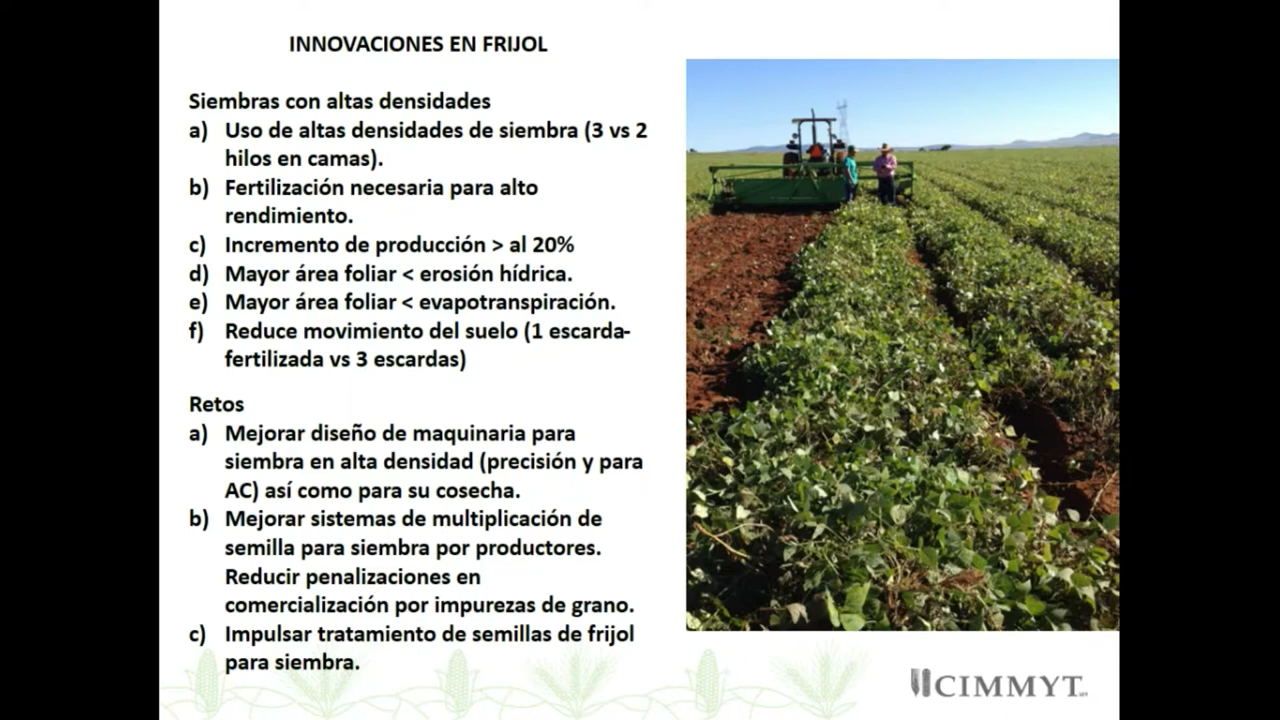 INNOVACIONES EN FRIJOL
Siembras con altas densidades
a) Uso de altas densidades de siembra (3 vs 2
hilos en camas).
b) Fertilización necesaria para alto
rendimiento.
c) Incremento de producción > al 20%
d) Mayor área foliar < erosión hídrica.
e) Mayor área foliar < evapotranspiración.
f) Reduce movimiento del suelo (1 escarda-
fertilizada vs 3 escardas)
Retos
a) Mejorar diseño de maquinaria para
siembra en alta densidad (precisión y para
AC) así como para su cosecha.
b) Mejorar sistemas de multiplicación de
semilla para siembra por productores.
Reducir penalizaciones en
comercialización por impurezas de grano.
c) Impulsar tratamiento de semillas de frijol
para siembra.
CIMMYT